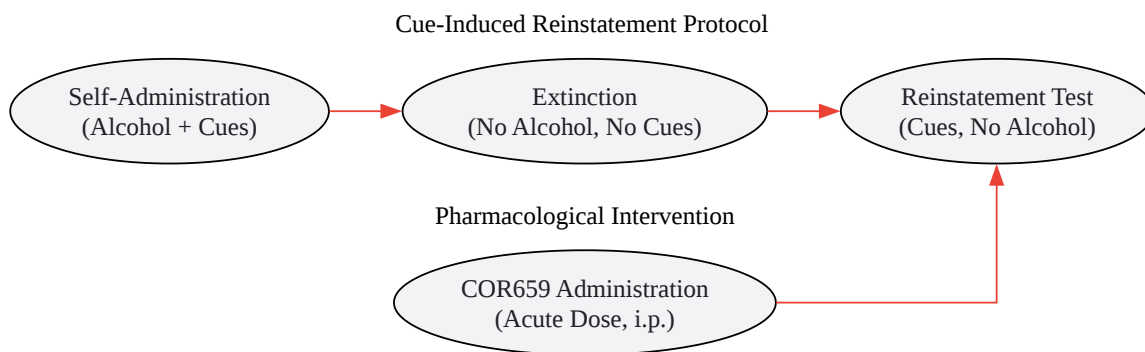 Cue-Induced Reinstatement Protocol
Self-Administration
(Alcohol + Cues)
Extinction
(No Alcohol, No Cues)
Reinstatement Test
(Cues, No Alcohol)
Pharmacological Intervention
COR659 Administration
(Acute Dose, i.p.)